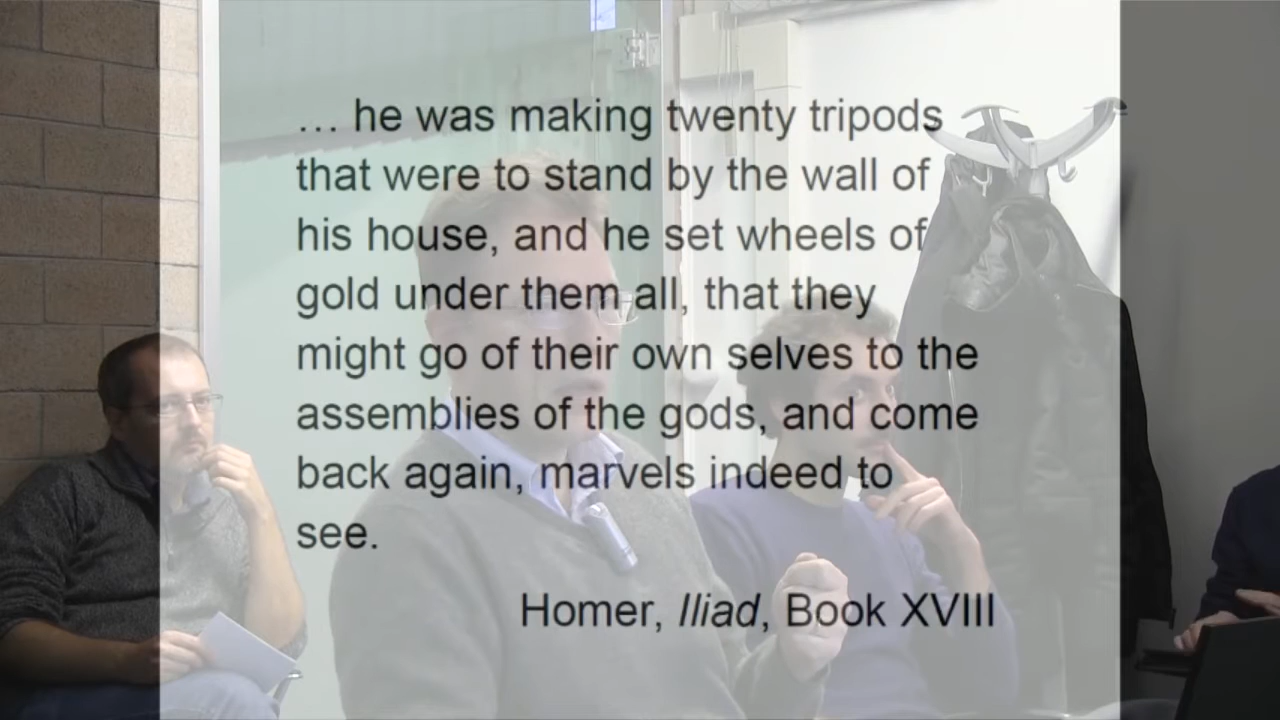 … he was making twenty tripods
that were to stand by the wall of
his house, and he set wheels of
gold under them all, that they
might go of their own selves to the
assemblies of the gods, and come
back again, marvels indeed to
see.
Homer, Iliad, Book XVIII